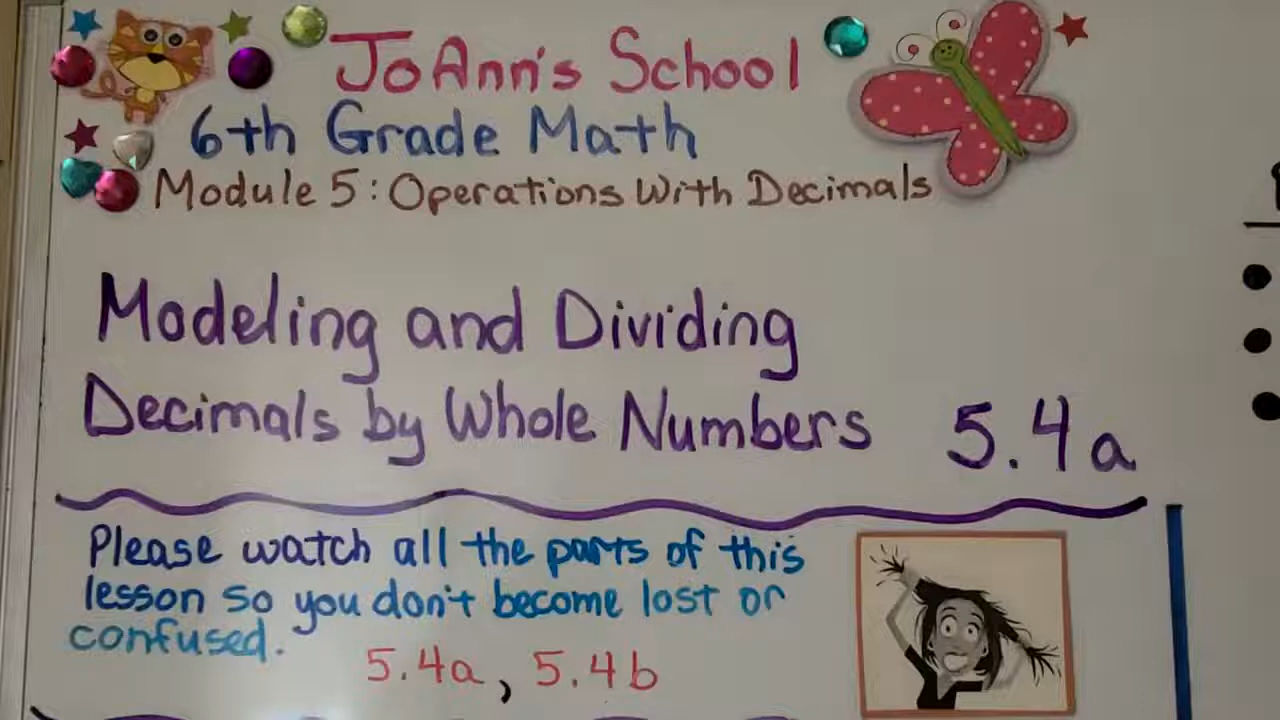 JoAnn's School
6th Grade Math
Module 5: Operations With Decimals
Modeling and Dividing
Decimals by Whole Numbers 5.4a
Please watch all the parts of this
lesson so you don't become lost or
confused.
5.4a, 5.4b